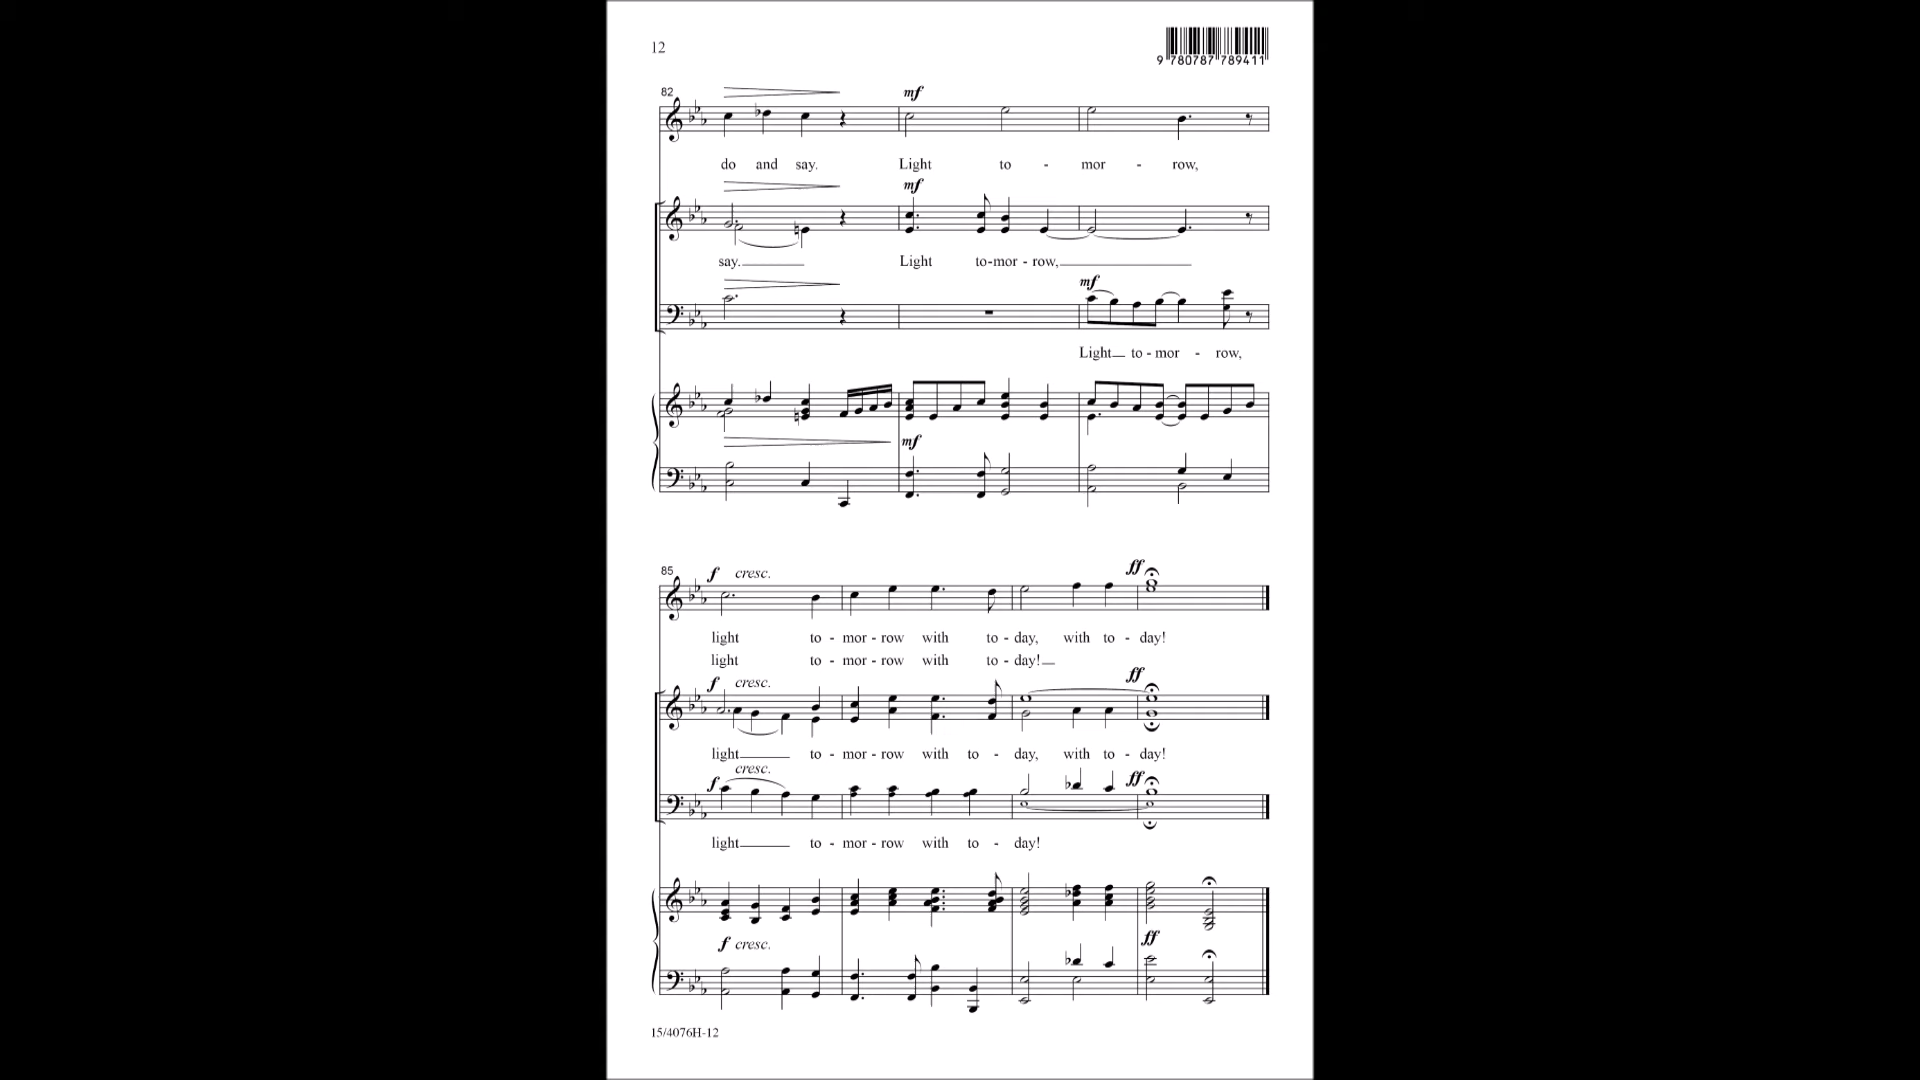 12
9 780787 789411
82
mf
do and say. Light to - mor - row,
mf
say. Light to-mor - row,
mf
Light to - mor - row,
mf
85
f cresc.
ff
light to - mor - row with to - day, with to - day!
light to - mor - row with to - day!
f cresc.
ff
light to - mor - row with to - day, with to - day!
f cresc.
ff
light to - mor - row with to - day!
f cresc.
ff
15/4076H-12